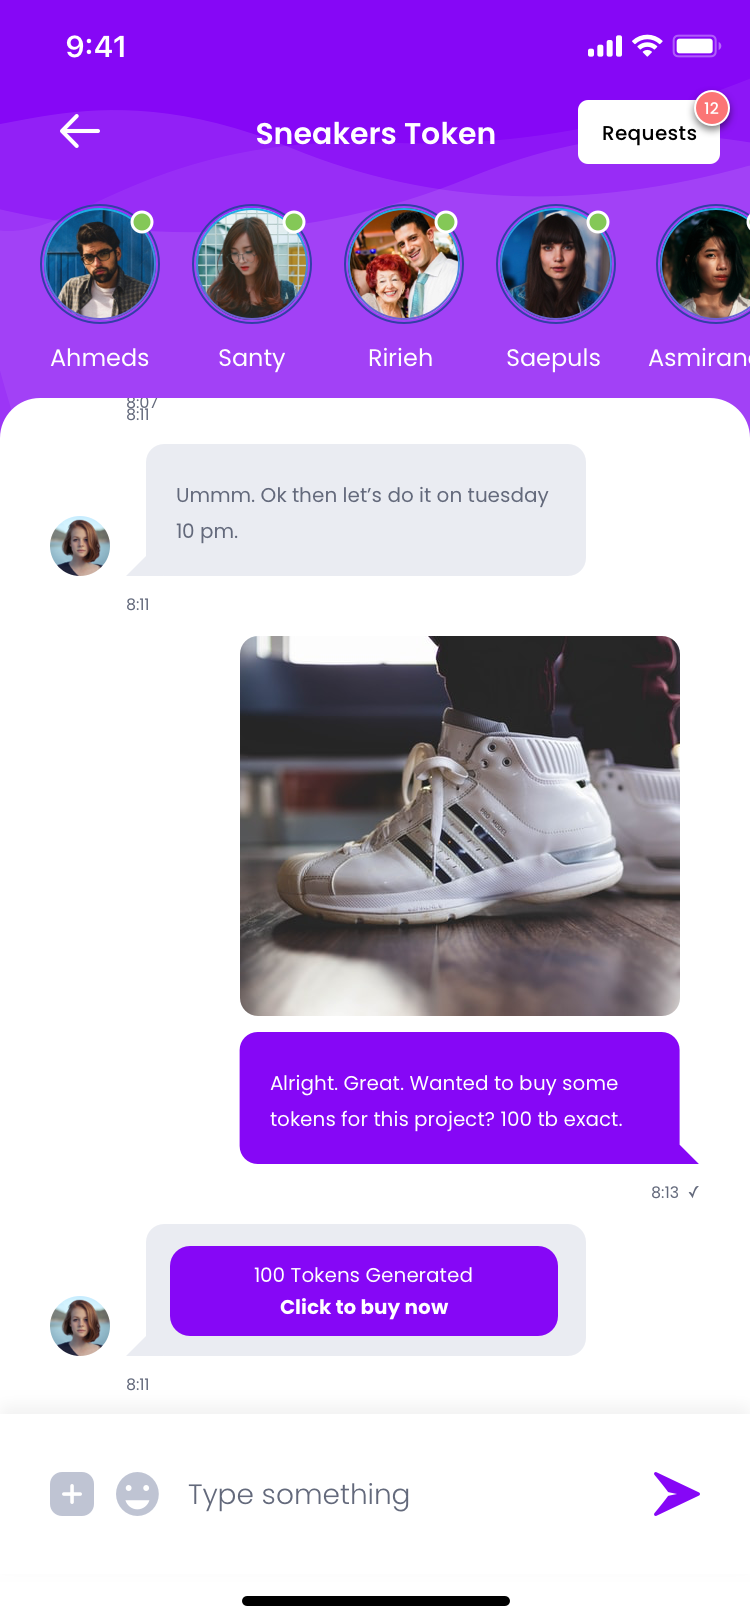 9:41
Sneakers Token
Requests
12
Ahmeds
Santy
Ririeh
Saepuls
8:07
8:11
Ummm. Ok then let’s do it on tuesday
10 pm.
8:11
PRO MODEL
Alright. Great. Wanted to buy some
tokens for this project? 100 tb exact.
8:13
100 Tokens Generated
Click to buy now
8:11
Type something